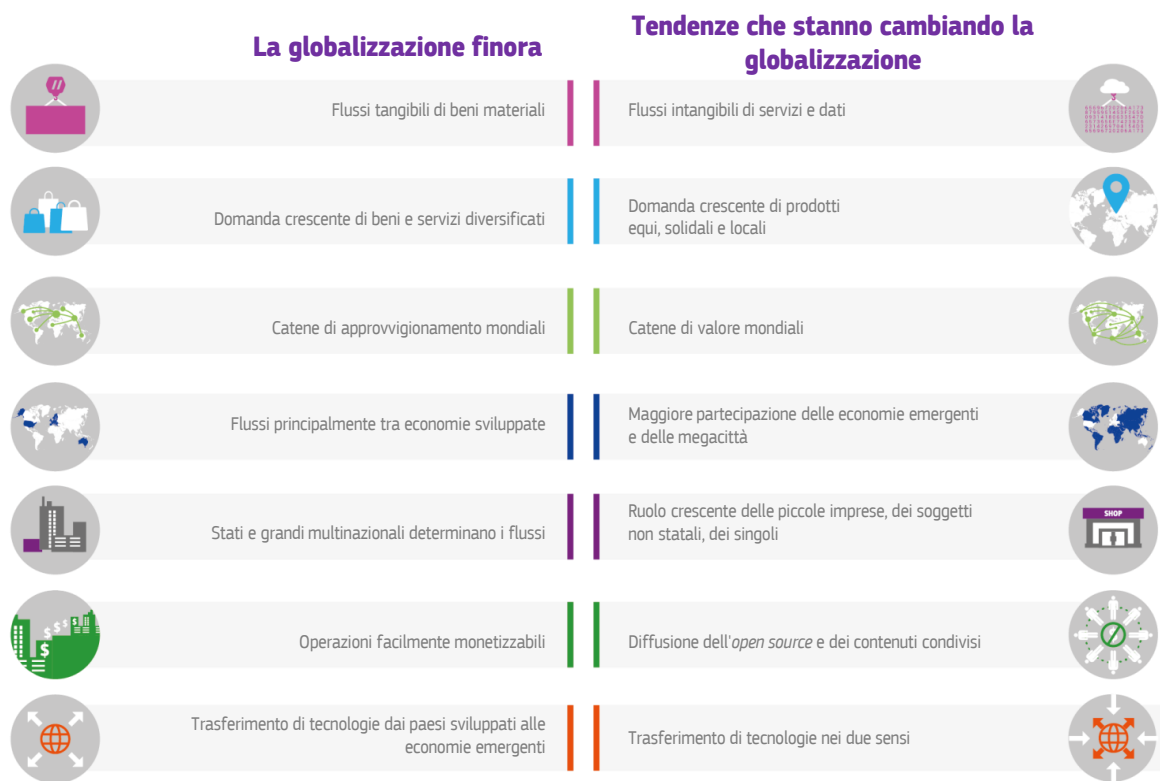 La globalizzazione finora
Tendenze che stanno cambiando la
globalizzazione
Flussi tangibili di beni materiali
Flussi intangibili di servizi e dati
Domanda crescente di beni e servizi diversificati
Domanda crescente di prodotti
equi, solidali e locali
Catene di approvvigionamento mondiali
Catene di valore mondiali
Flussi principalmente tra economie sviluppate
Maggiore partecipazione delle economie emergenti
e delle megacittà
Stati e grandi multinazionali determinano i flussi
Ruolo crescente delle piccole imprese, dei soggetti
non statali, dei singoli
SHOP
Operazioni facilmente monetizzabili
Diffusione dell'open source e dei contenuti condivisi
Trasferimento di tecnologie dai paesi sviluppati alle
economie emergenti
Trasferimento di tecnologie nei due sensi